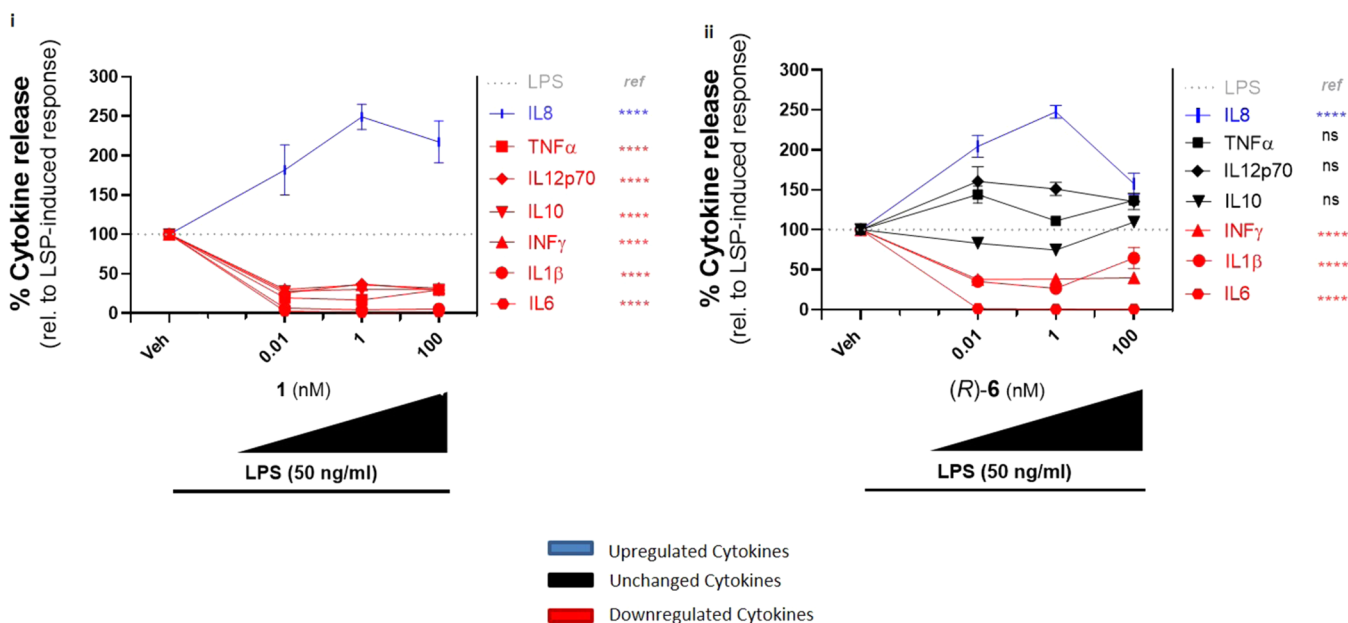 i
% Cytokine release
(rel. to LSP-induced response)
300
250
200
150
100
50
0
Veh
0.01
1
100
1 (nM)
LPS (50 ng/ml)
LPS ref
IL8 ****
TNFα ****
IL12p70 ****
IL10 ****
INFγ ****
IL1β ****
IL6 ****
ii
% Cytokine release
(rel. to LSP-induced response)
300
250
200
150
100
50
0
Veh
0.01
1
100
(R)-6 (nM)
LPS (50 ng/ml)
LPS ref
IL8 ****
TNFα ns
IL12p70 ns
IL10 ns
INFγ ****
IL1β ****
IL6 ****
Upregulated Cytokines
Unchanged Cytokines
Downregulated Cytokines